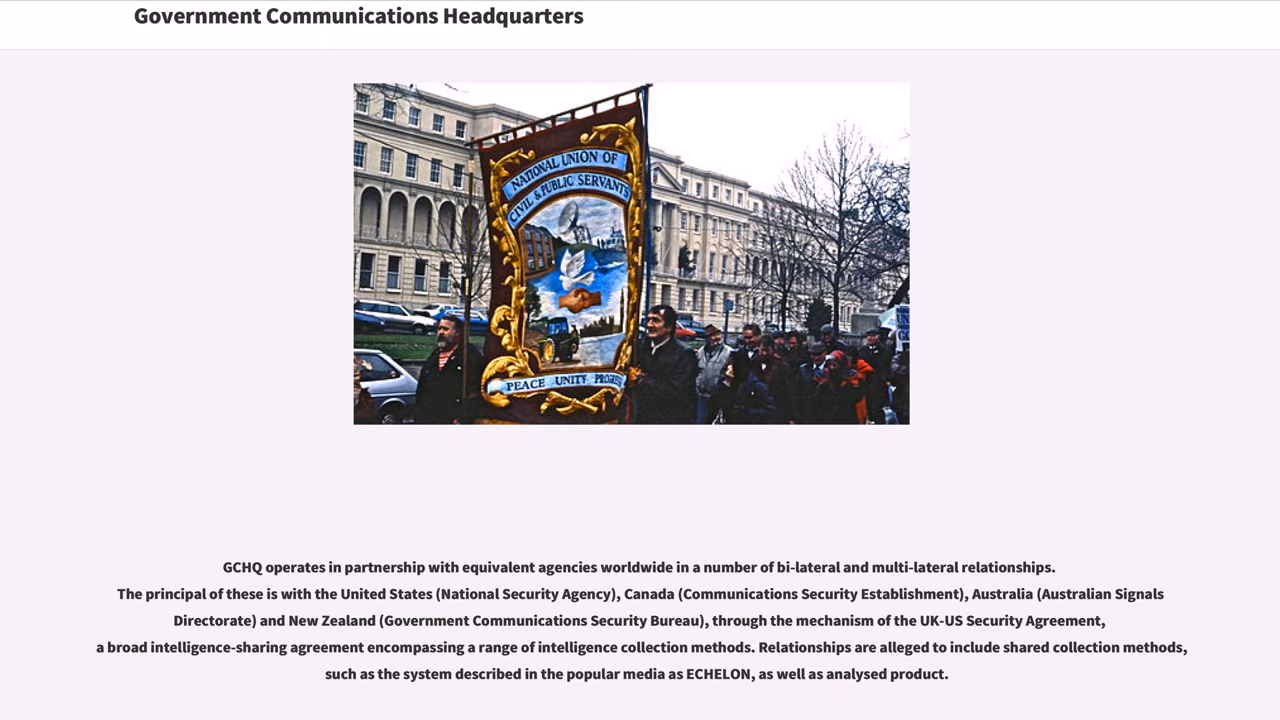 Government Communications Headquarters
NATIONAL UNION OF
CIVIL & PUBLIC SERVANTS
PEACE UNITY PROGRESS
GCHQ operates in partnership with equivalent agencies worldwide in a number of bi-lateral and multi-lateral relationships.
The principal of these is with the United States (National Security Agency), Canada (Communications Security Establishment), Australia (Australian Signals
Directorate) and New Zealand (Government Communications Security Bureau), through the mechanism of the UK-US Security Agreement,
a broad intelligence-sharing agreement encompassing a range of intelligence collection methods. Relationships are alleged to include shared collection methods,
such as the system described in the popular media as ECHELON, as well as analysed product.